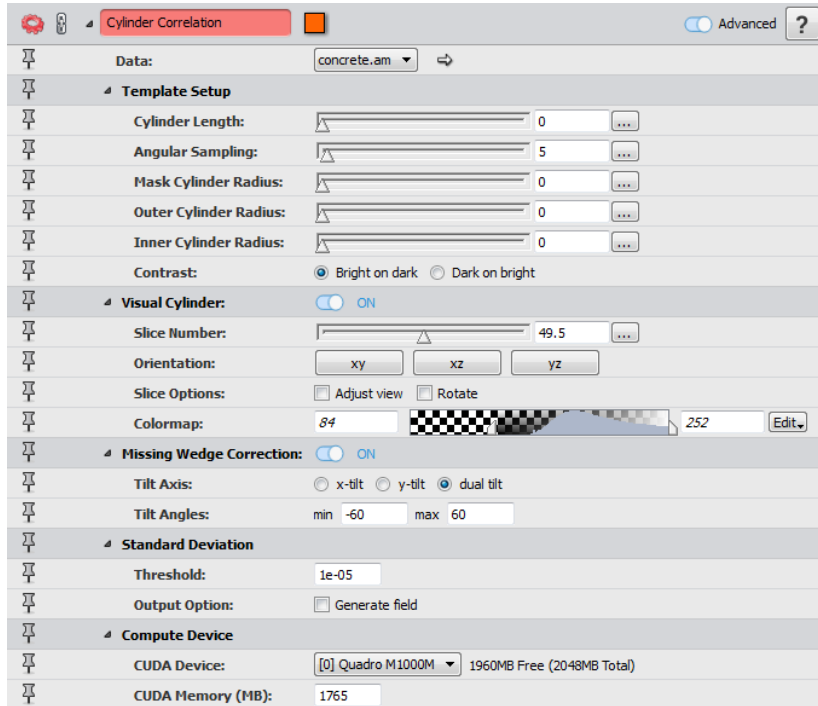 Cylinder Correlation Advanced ?
Data: concrete.am
Template Setup
Cylinder Length: 0 ...
Angular Sampling: 5 ...
Mask Cylinder Radius: 0 ...
Outer Cylinder Radius: 0 ...
Inner Cylinder Radius: 0 ...
Contrast: Bright on dark Dark on bright
Visual Cylinder: ON
Slice Number: 49.5 ...
Orientation: xy xz yz
Slice Options: Adjust view Rotate
Colormap: 84 252 Edit
Missing Wedge Correction: ON
Tilt Axis: x-tilt y-tilt dual tilt
Tilt Angles: min -60 max 60
Standard Deviation
Threshold: 1e-05
Output Option: Generate field
Compute Device
CUDA Device: [0] Quadro M1000M 1960MB Free (2048MB Total)
CUDA Memory (MB): 1765